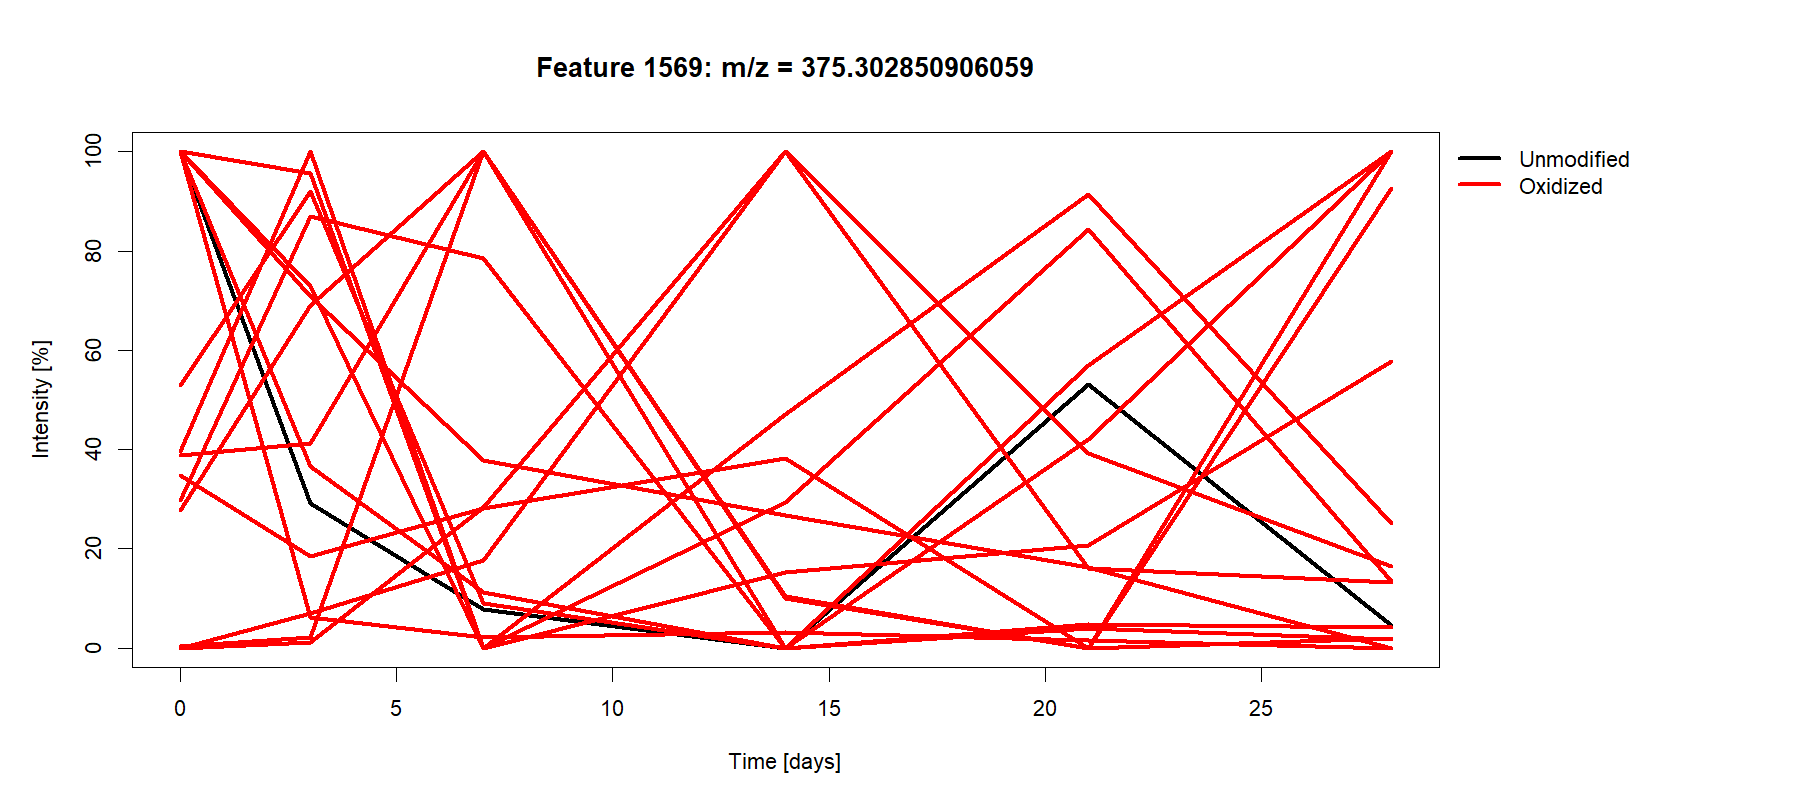 Feature 1569: m/z = 375.302850906059
Unmodified
Oxidized
Intensity [%]
100
80
60
40
20
0
0 5 10 15 20 25
Time [days]